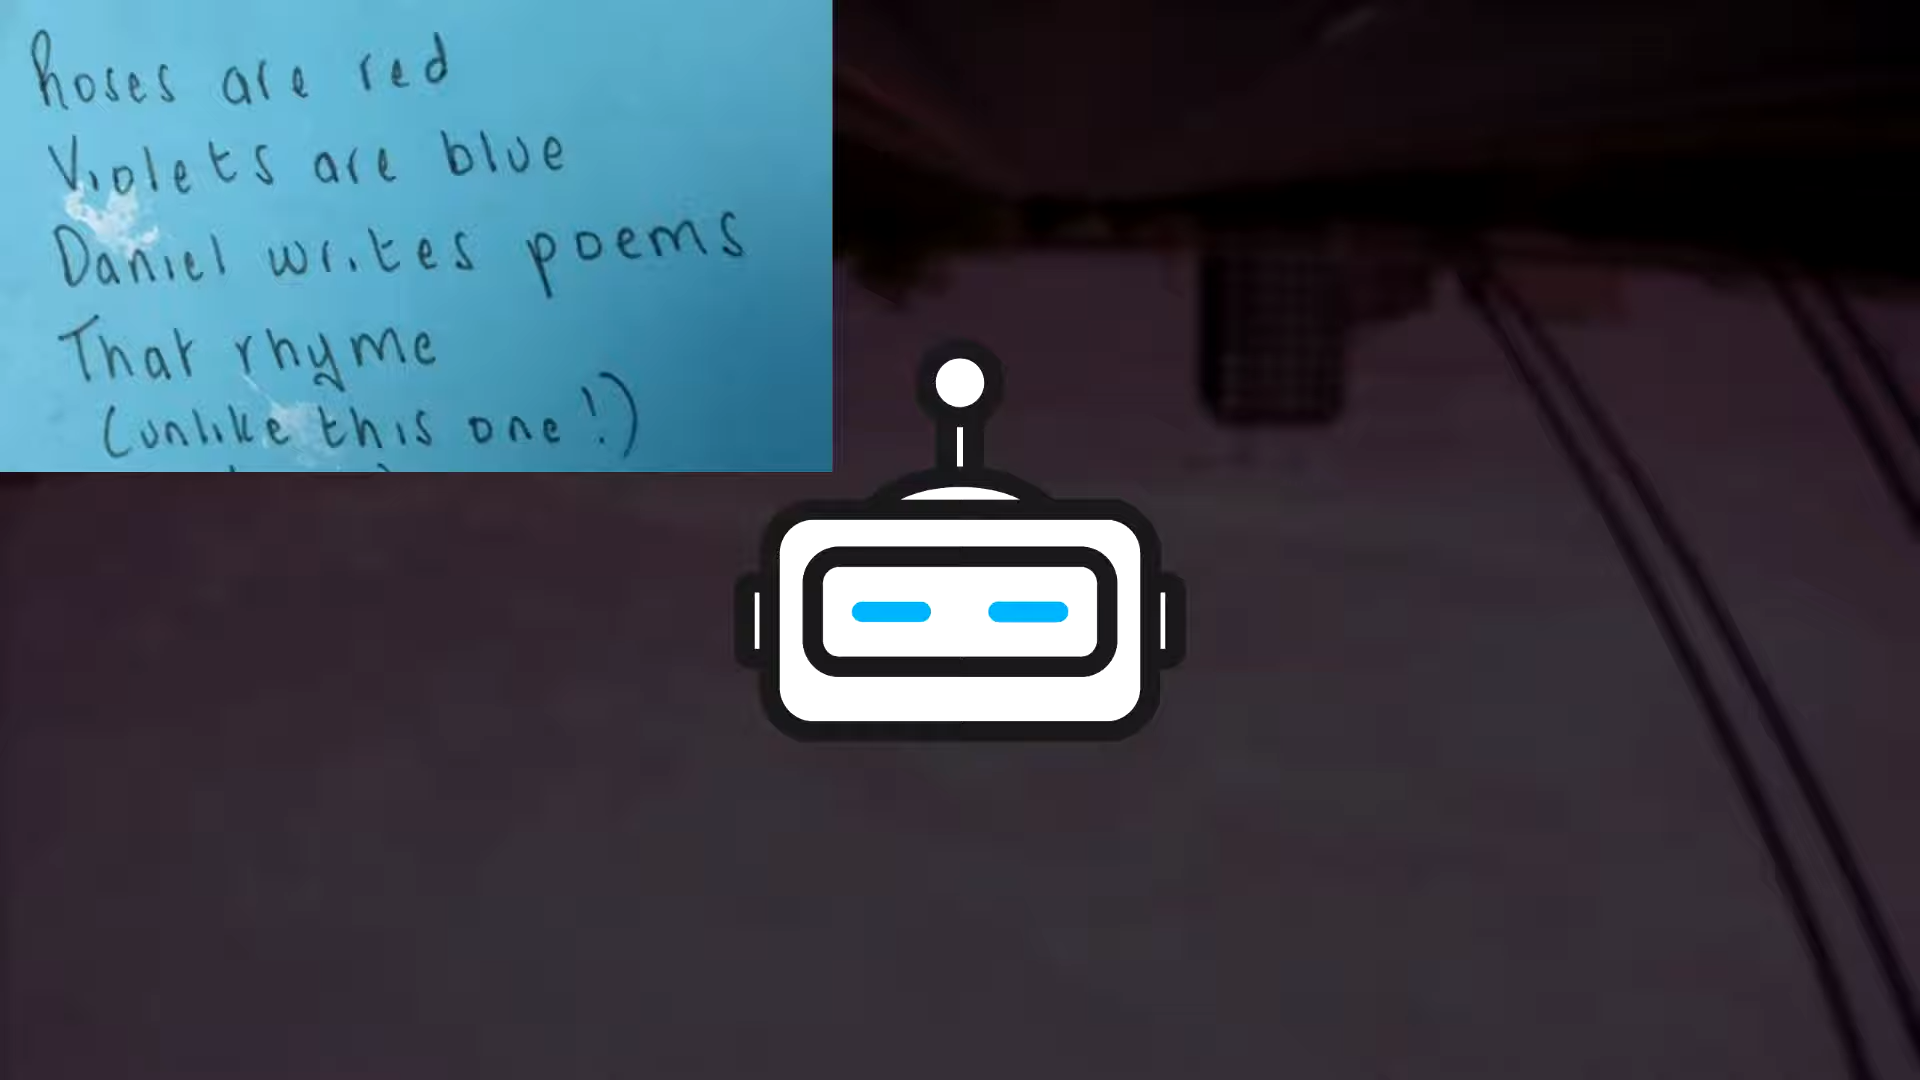 Roses are red
Violets are blue
Daniel writes poems
That rhyme
(unlike this one!)